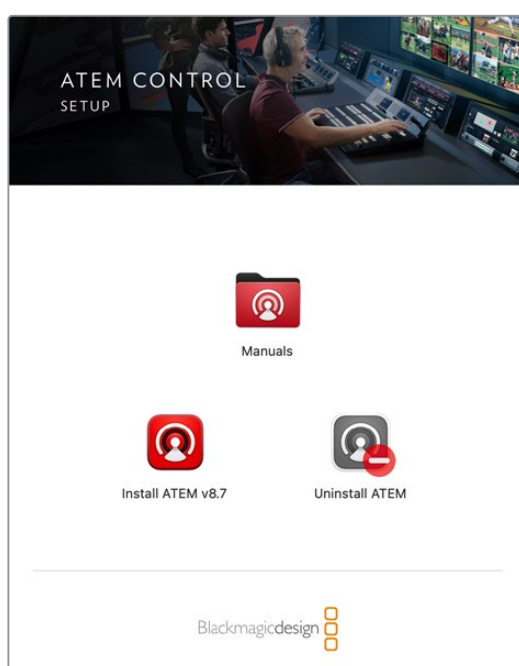 ATEM CONTROL
SETUP
Manuals
Install ATEM v8.7
Uninstall ATEM
Blackmagicdesign